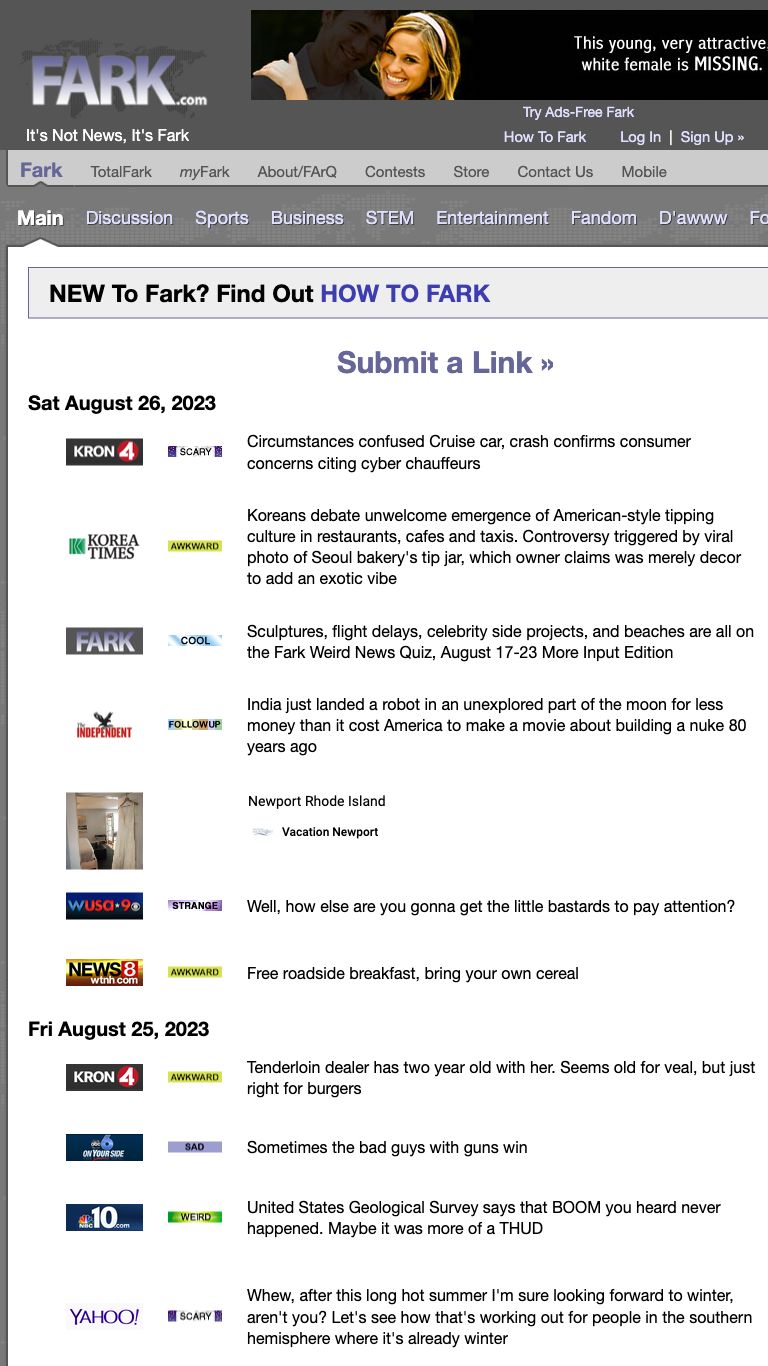 This young, very attractive,
white female is MISSING.
FARK.com
It's Not News, It's Fark
Try Ads-Free Fark
How To Fark Log In | Sign Up »
Fark TotalFark myFark About/FArQ Contests Store Contact Us Mobile
Main Discussion Sports Business STEM Entertainment Fandom D'awww Fo
NEW To Fark? Find Out HOW TO FARK
Submit a Link »
Sat August 26, 2023
KRON 4
SCARY
Circumstances confused Cruise car, crash confirms consumer
concerns citing cyber chauffeurs
KOREA
TIMES
AWKWARD
Koreans debate unwelcome emergence of American-style tipping
culture in restaurants, cafes and taxis. Controversy triggered by viral
photo of Seoul bakery's tip jar, which owner claims was merely decor
to add an exotic vibe
FARK
COOL
Sculptures, flight delays, celebrity side projects, and beaches are all on
the Fark Weird News Quiz, August 17-23 More Input Edition
The
INDEPENDENT
FOLLOWUP
India just landed a robot in an unexplored part of the moon for less
money than it cost America to make a movie about building a nuke 80
years ago
Newport Rhode Island
Vacation Newport
WUSA★9
STRANGE
Well, how else are you gonna get the little bastards to pay attention?
NEWS8
wtnh.com
AWKWARD
Free roadside breakfast, bring your own cereal
Fri August 25, 2023
KRON 4
AWKWARD
Tenderloin dealer has two year old with her. Seems old for veal, but just
right for burgers
abc 6
ON YOUR SIDE
SAD
Sometimes the bad guys with guns win
NBC 10.com
WEIRD
United States Geological Survey says that BOOM you heard never
happened. Maybe it was more of a THUD
YAHOO!
SCARY
Whew, after this long hot summer I'm sure looking forward to winter,
aren't you? Let's see how that's working out for people in the southern
hemisphere where it's already winter